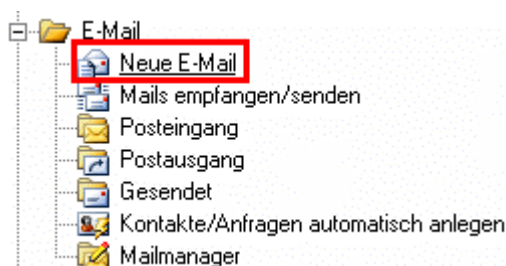 E-Mail
Neue E-Mail
Mails empfangen/senden
Posteingang
Postausgang
Gesendet
Kontakte/Anfragen automatisch anlegen
Mailmanager